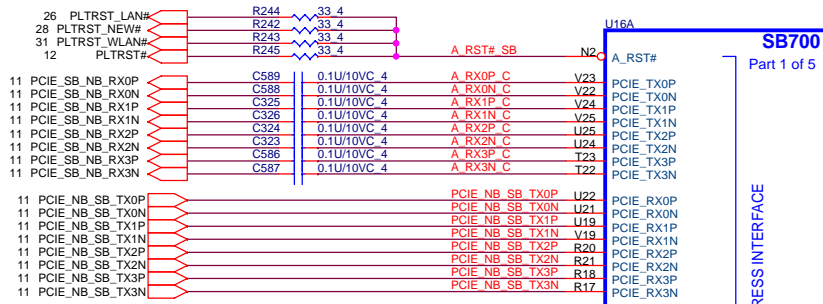 26 PLTRST_LAN# R244 33_4
U16A
28 PLTRST_NEW# R242 33_4
SB700
31 PLTRST_WLAN# R243 33_4
12 PLTRST# R245 33_4 A_RST#_SB N2 A_RST#
Part 1 of 5
11 PCIE_SB_NB_RX0P C589 0.1U/10VC_4 A_RX0P_C V23 PCIE_TX0P
11 PCIE_SB_NB_RX0N C588 0.1U/10VC_4 A_RX0N_C V22 PCIE_TX0N
11 PCIE_SB_NB_RX1P C325 0.1U/10VC_4 A_RX1P_C V24 PCIE_TX1P
11 PCIE_SB_NB_RX1N C326 0.1U/10VC_4 A_RX1N_C V25 PCIE_TX1N
11 PCIE_SB_NB_RX2P C324 0.1U/10VC_4 A_RX2P_C U25 PCIE_TX2P
11 PCIE_SB_NB_RX2N C323 0.1U/10VC_4 A_RX2N_C U24 PCIE_TX2N
11 PCIE_SB_NB_RX3P C586 0.1U/10VC_4 A_RX3P_C T23 PCIE_TX3P
11 PCIE_SB_NB_RX3N C587 0.1U/10VC_4 A_RX3N_C T22 PCIE_TX3N
11 PCIE_NB_SB_TX0P PCIE_NB_SB_TX0P U22 PCIE_RX0P
11 PCIE_NB_SB_TX0N PCIE_NB_SB_TX0N U21 PCIE_RX0N
11 PCIE_NB_SB_TX1P PCIE_NB_SB_TX1P U19 PCIE_RX1P
11 PCIE_NB_SB_TX1N PCIE_NB_SB_TX1N V19 PCIE_RX1N
11 PCIE_NB_SB_TX2P PCIE_NB_SB_TX2P R20 PCIE_RX2P
11 PCIE_NB_SB_TX2N PCIE_NB_SB_TX2N R21 PCIE_RX2N
11 PCIE_NB_SB_TX3P PCIE_NB_SB_TX3P R18 PCIE_RX3P
11 PCIE_NB_SB_TX3N PCIE_NB_SB_TX3N R17 PCIE_RX3N
RESS INTERFACE